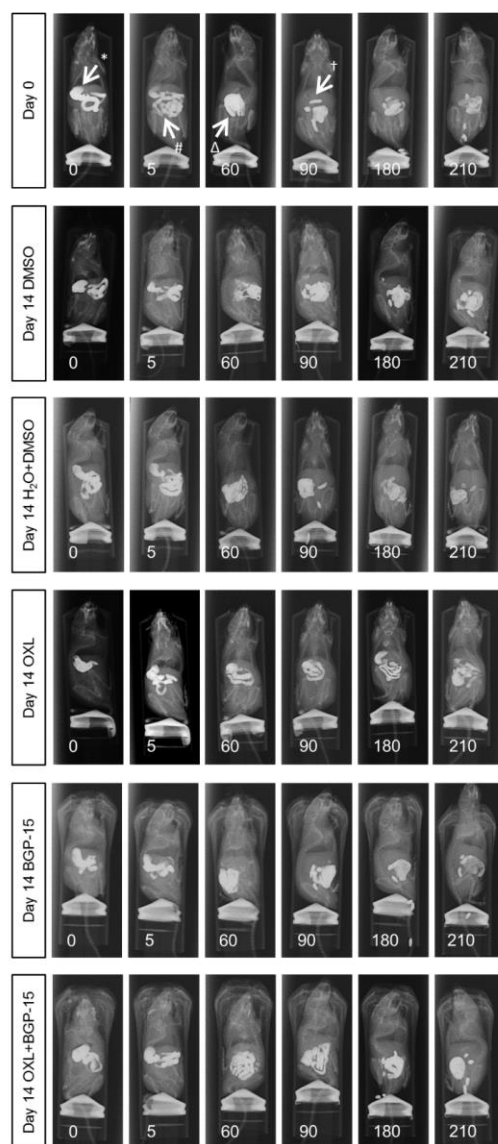 Day 0
*
#
Δ
†
0 5 60 90 180 210
Day 14 DMSO
0 5 60 90 180 210
Day 14 H₂O+DMSO
0 5 60 90 180 210
Day 14 OXL
0 5 60 90 180 210
Day 14 BGP-15
0 5 60 90 180 210
Day 14 OXL+BGP-15
0 5 60 90 180 210